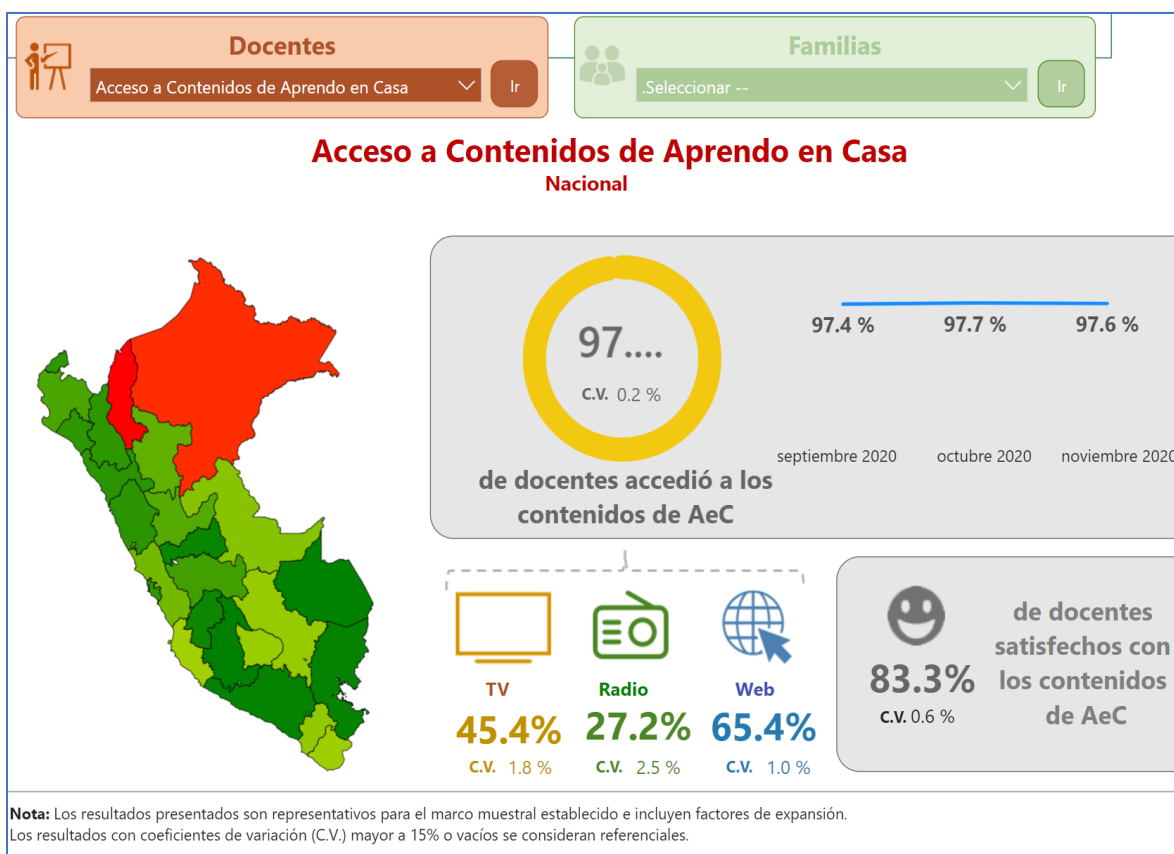 Docentes
Acceso a Contenidos de Aprendo en Casa
Ir
Familias
.Seleccionar --
Ir
Acceso a Contenidos de Aprendo en Casa
Nacional
97....
C.V. 0.2 %
de docentes accedió a los
contenidos de AeC
97.4 %
97.7 %
97.6 %
septiembre 2020
octubre 2020
noviembre 2020
TV
45.4%
C.V. 1.8 %
Radio
27.2%
C.V. 2.5 %
Web
65.4%
C.V. 1.0 %
83.3%
C.V. 0.6 %
de docentes
satisfechos con
los contenidos
de AeC
Nota: Los resultados presentados son representativos para el marco muestral establecido e incluyen factores de expansión.
Los resultados con coeficientes de variación (C.V.) mayor a 15% o vacíos se consideran referenciales.